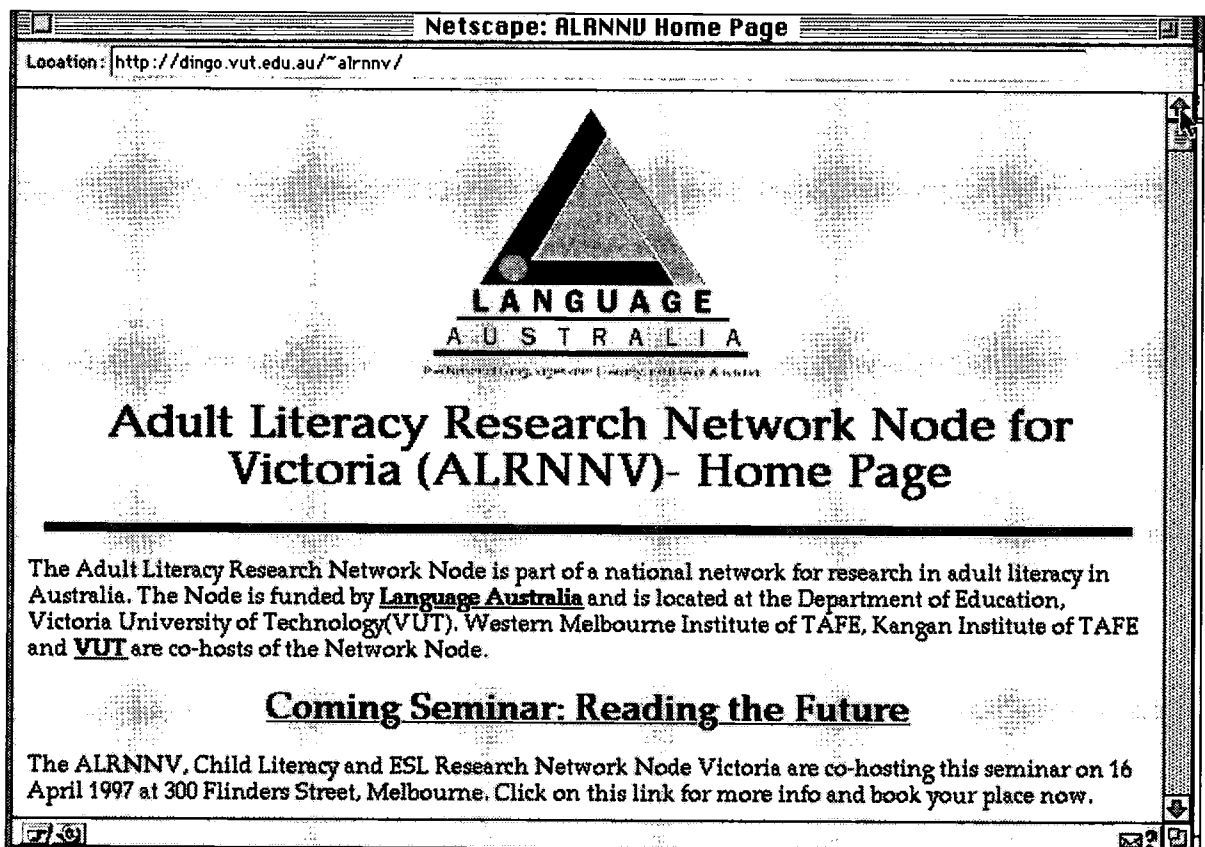 Netscape: ALRNNV Home Page
Location: http://dingo.vut.edu.au/~alrnnv/
LANGUAGE
AUSTRALIA
Adult Literacy Research Network Node for
Victoria (ALRNNV)- Home Page
The Adult Literacy Research Network Node is part of a national network for research in adult literacy in
Australia. The Node is funded by Language Australia and is located at the Department of Education,
Victoria University of Technology(VUT). Western Melbourne Institute of TAFE, Kangan Institute of TAFE
and VUT are co-hosts of the Network Node.
Coming Seminar: Reading the Future
The ALRNNV, Child Literacy and ESL Research Network Node Victoria are co-hosting this seminar on 16
April 1997 at 300 Flinders Street, Melbourne. Click on this link for more info and book your place now.